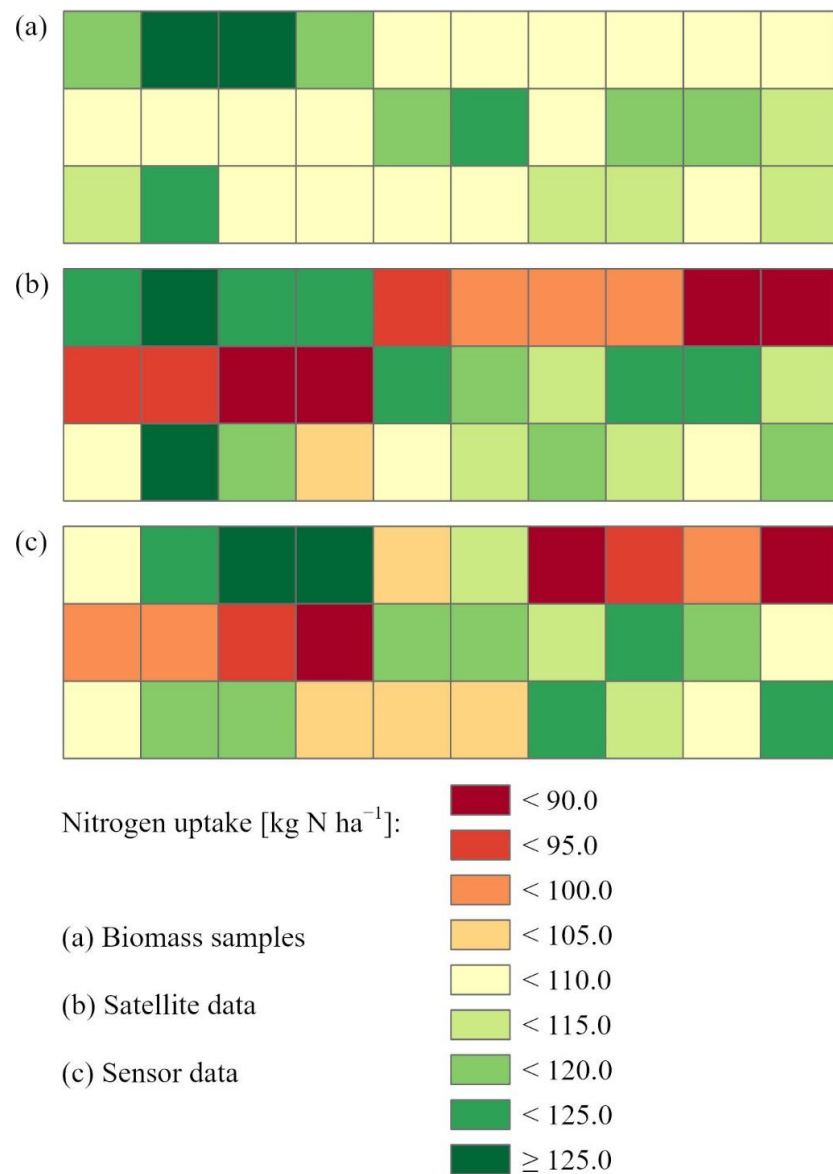 (a)
(b)
(c)
Nitrogen uptake [kg N ha⁻¹]:
(a) Biomass samples
(b) Satellite data
(c) Sensor data
< 90.0
< 95.0
< 100.0
< 105.0
< 110.0
< 115.0
< 120.0
< 125.0
≥ 125.0